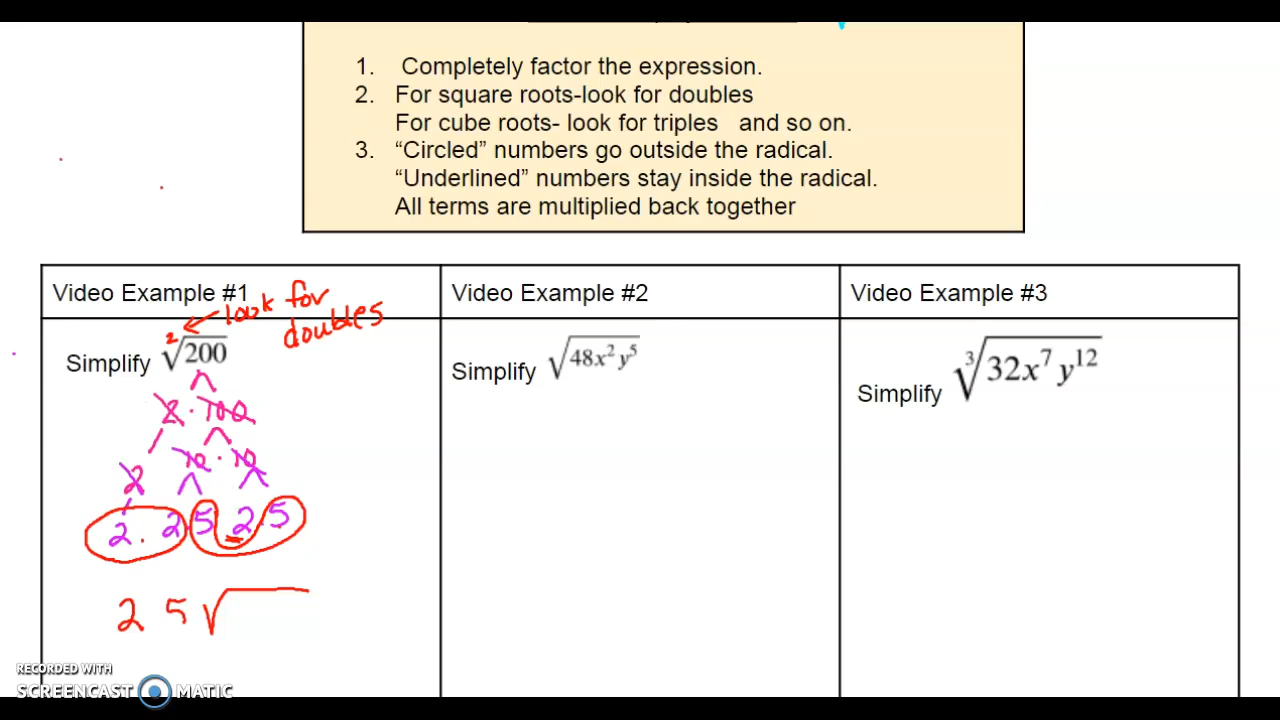 1. Completely factor the expression.
2. For square roots-look for doubles
For cube roots- look for triples and so on.
3. “Circled” numbers go outside the radical.
“Underlined” numbers stay inside the radical.
All terms are multiplied back together
Video Example #1
Video Example #2
Video Example #3
look for
doubles
Simplify ²√200
2 · 100
2 10 · 10
2 · 2 · 5 · 2 · 5
2 5 √
Simplify √48x²y⁵
Simplify ³√32x⁷y¹²
RECORDED WITH
SCREENCAST MATIC